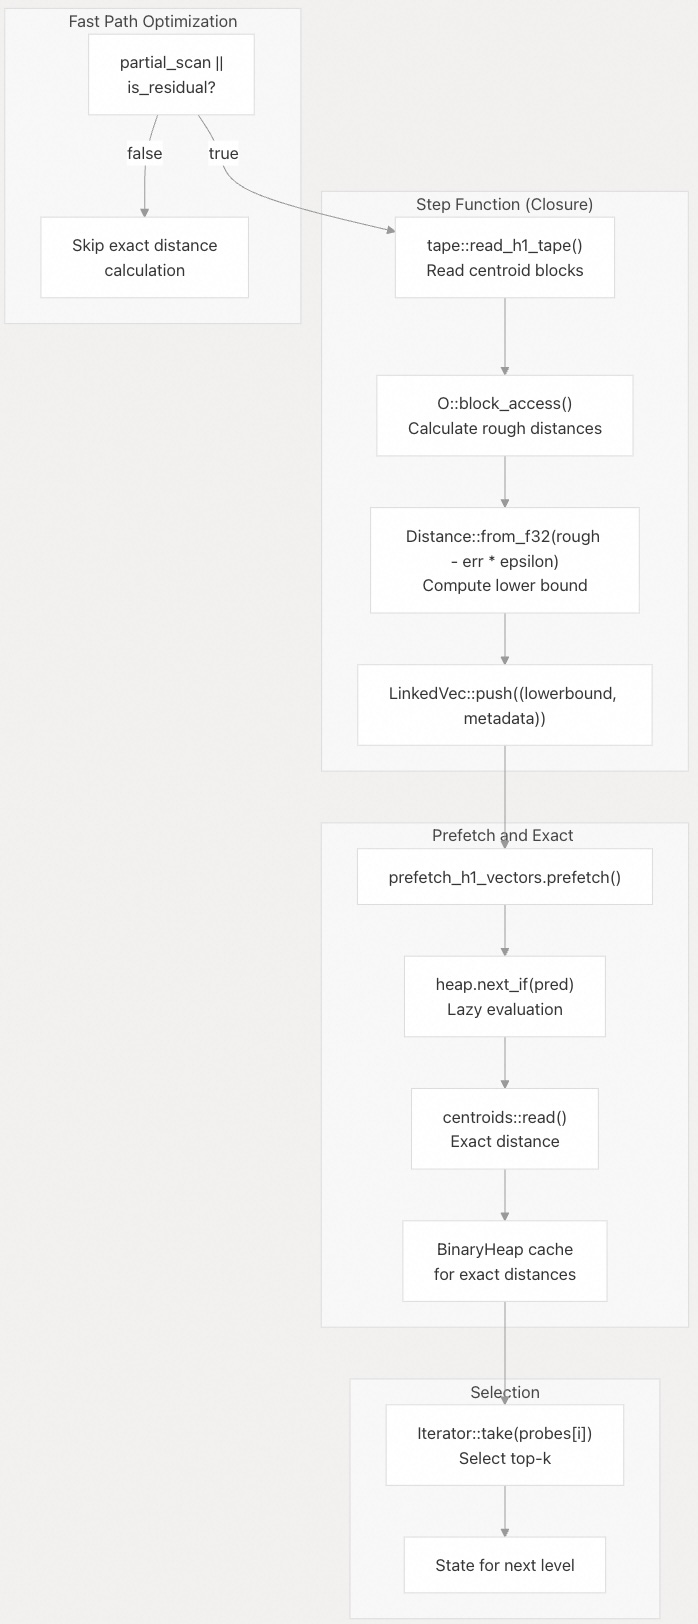 Fast Path Optimization
partial_scan ||
is_residual?
false
true
Skip exact distance
calculation
Step Function (Closure)
tape::read_h1_tape()
Read centroid blocks
O::block_access()
Calculate rough distances
Distance::from_f32(rough
- err * epsilon)
Compute lower bound
LinkedVec::push((lowerbound,
metadata))
Prefetch and Exact
prefetch_h1_vectors.prefetch()
heap.next_if(pred)
Lazy evaluation
centroids::read()
Exact distance
BinaryHeap cache
for exact distances
Selection
Iterator::take(probes[i])
Select top-k
State for next level